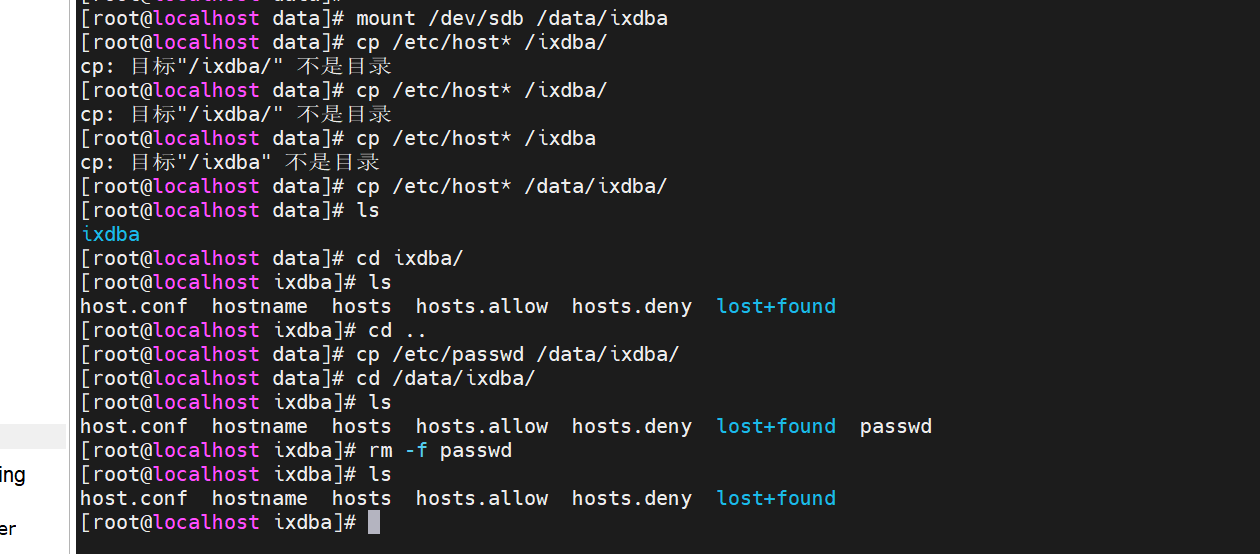 [root@localhost data]# mount /dev/sdb /data/ixdba
[root@localhost data]# cp /etc/host* /ixdba/
cp: 目标"/ixdba/" 不是目录
[root@localhost data]# cp /etc/host* /ixdba/
cp: 目标"/ixdba/" 不是目录
[root@localhost data]# cp /etc/host* /ixdba
cp: 目标"/ixdba" 不是目录
[root@localhost data]# cp /etc/host* /data/ixdba/
[root@localhost data]# ls
ixdba
[root@localhost data]# cd ixdba/
[root@localhost ixdba]# ls
host.conf  hostname  hosts  hosts.allow  hosts.deny  lost+found
[root@localhost ixdba]# cd ..
[root@localhost data]# cp /etc/passwd /data/ixdba/
[root@localhost data]# cd /data/ixdba/
[root@localhost ixdba]# ls
host.conf  hostname  hosts  hosts.allow  hosts.deny  lost+found  passwd
[root@localhost ixdba]# rm -f passwd
[root@localhost ixdba]# ls
host.conf  hostname  hosts  hosts.allow  hosts.deny  lost+found
[root@localhost ixdba]#
ing
er